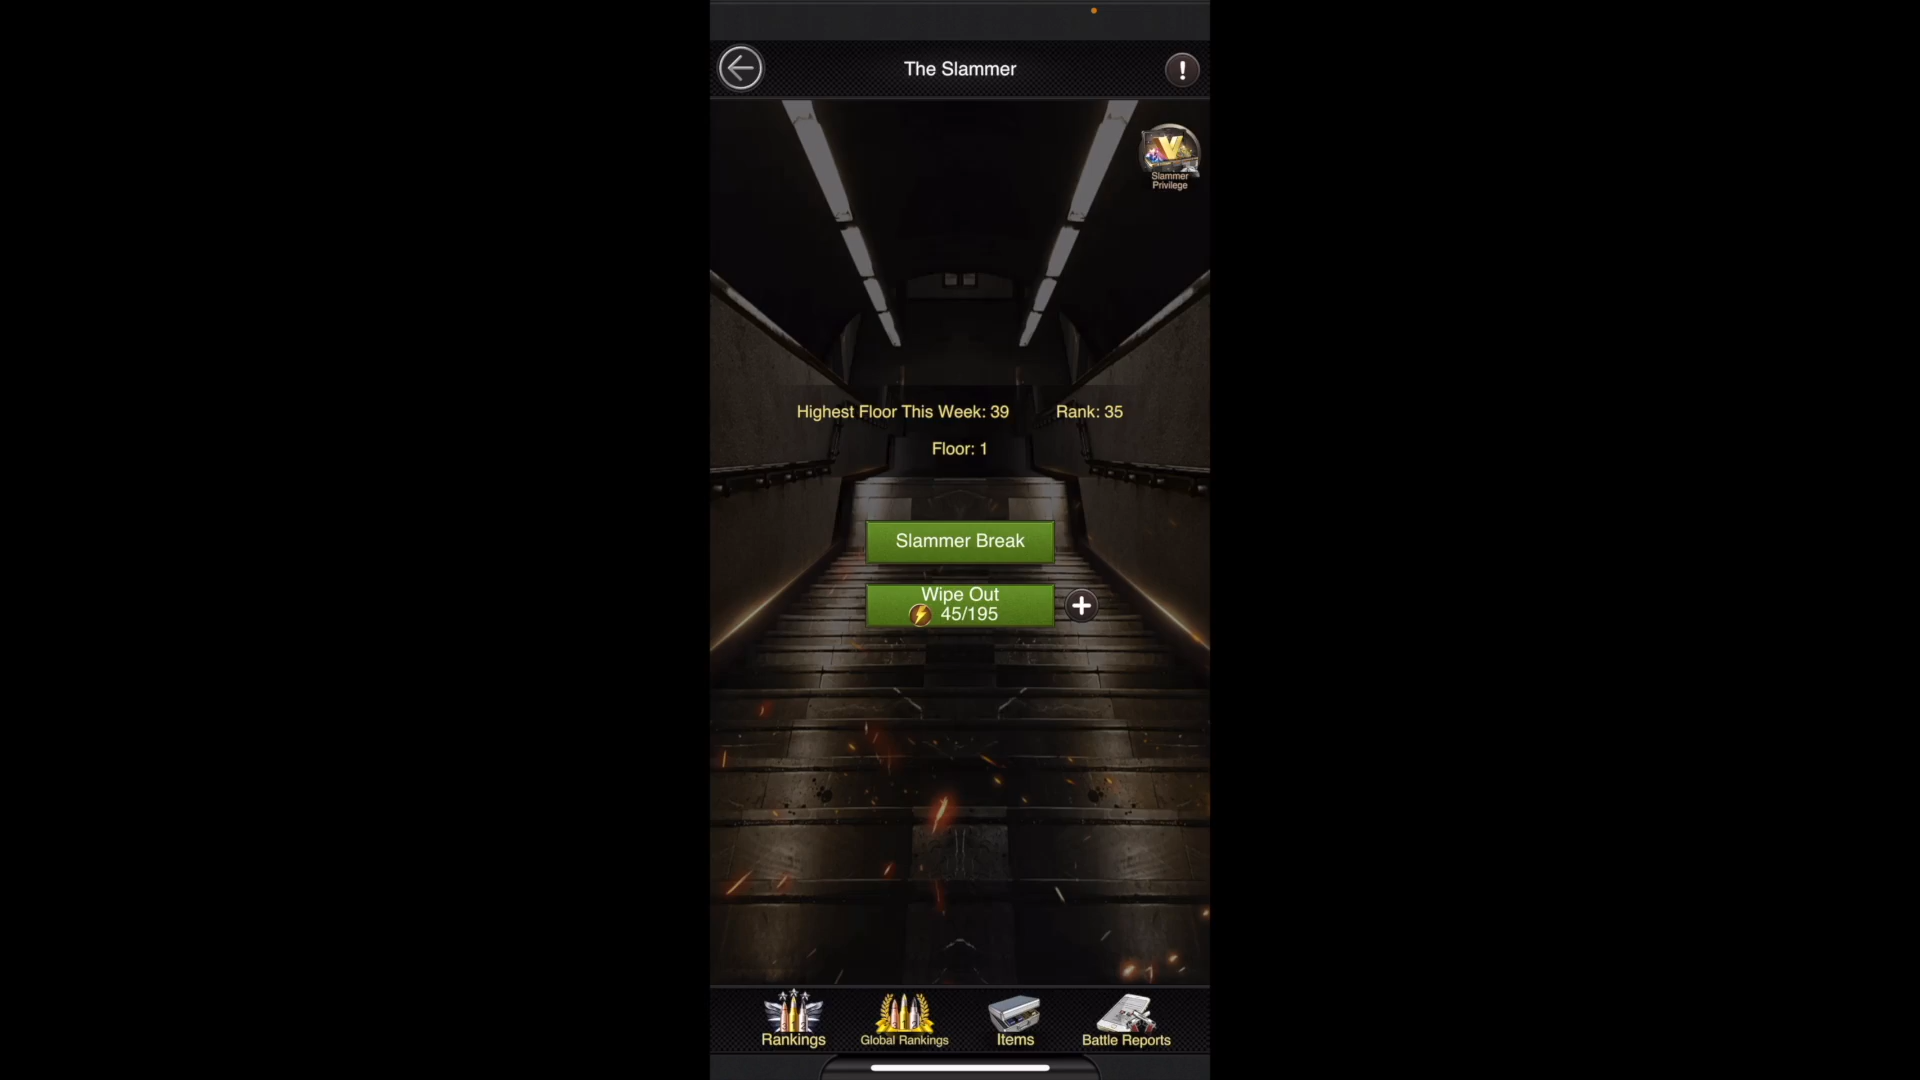 The Slammer
Slammer
Privilege
Highest Floor This Week: 39
Rank: 35
Floor: 1
Slammer Break
Wipe Out
45/195
Rankings
Global Rankings
Items
Battle Reports